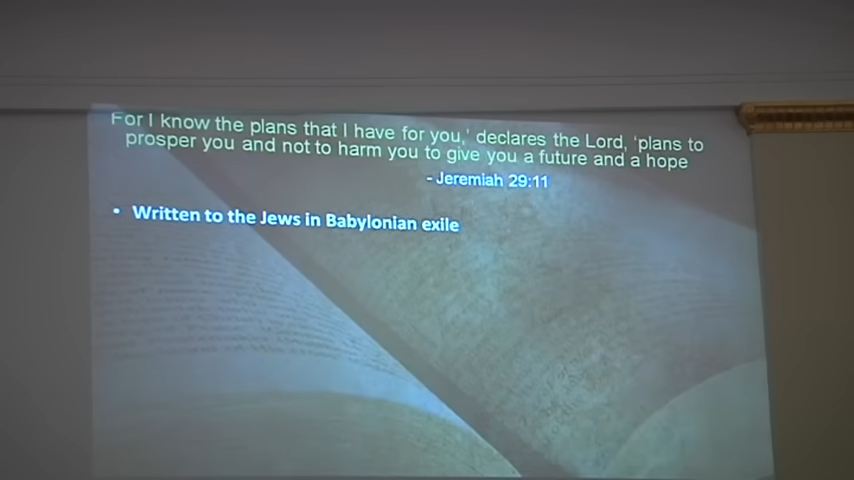 For I know the plans that I have for you,' declares the Lord, 'plans to
prosper you and not to harm you to give you a future and a hope
- Jeremiah 29:11
• Written to the Jews in Babylonian exile